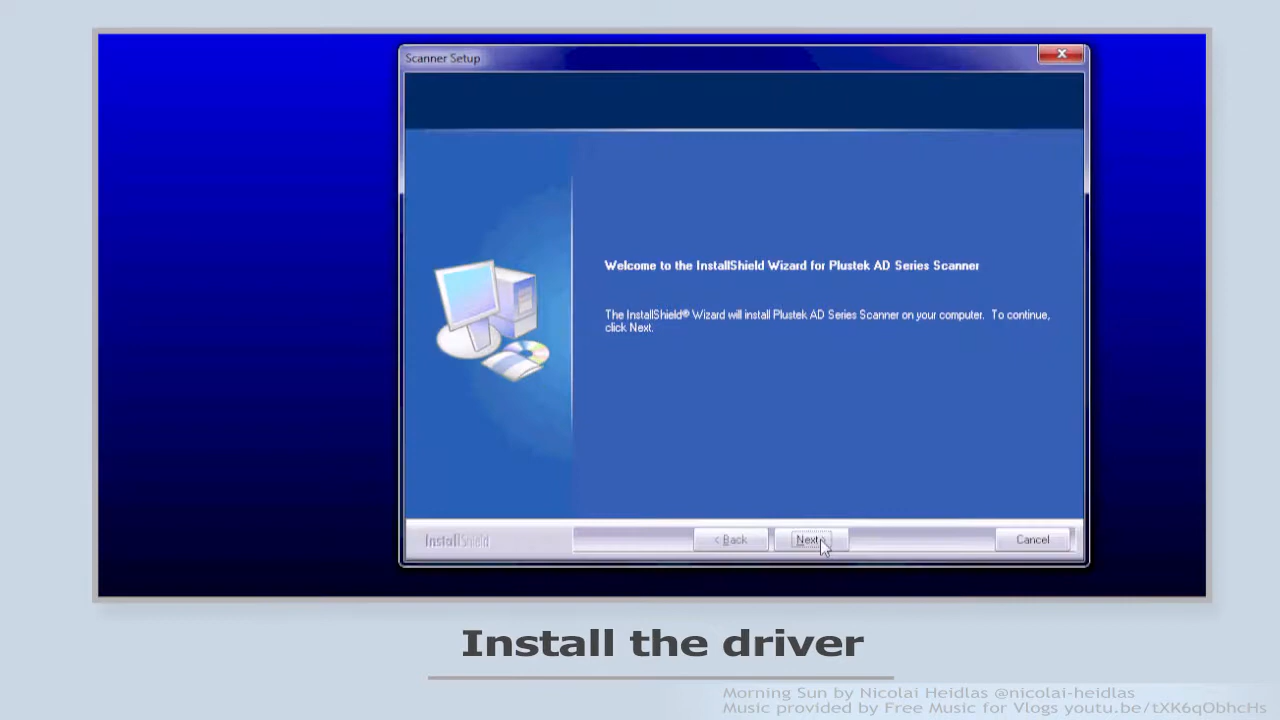 Scanner Setup
Welcome to the InstallShield Wizard for Plustek AD Series Scanner
The InstallShield® Wizard will install Plustek AD Series Scanner on your computer. To continue,
click Next.
InstallShield
< Back
Next
Cancel
Install the driver
Morning Sun by Nicolai Heidlas @nicolai-heidlas
Music provided by Free Music for Vlogs youtu.be/tXK6qObhcHs